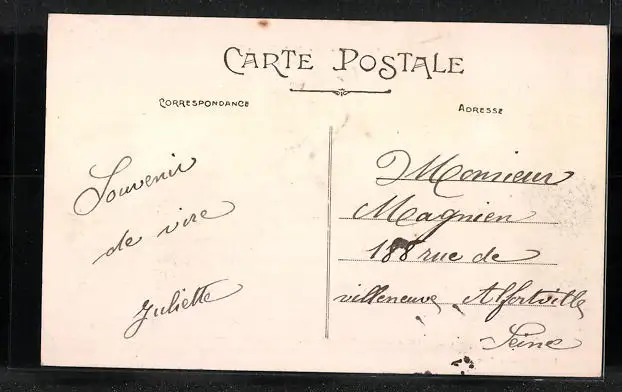 CARTE POSTALE
CORRESPONDANCE
ADRESSE
Souvenir
de vire
Juliette
Monsieur
Magnien
188 rue de
villeneuve Alfortville
Seine